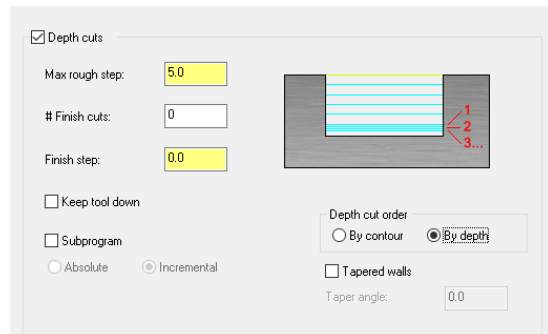 Depth cuts
Max rough step: 5.0
# Finish cuts: 0
Finish step: 0.0
1
2
3...
Keep tool down
Subprogram
Absolute Incremental
Depth cut order
By contour By depth
Tapered walls
Taper angle: 0.0